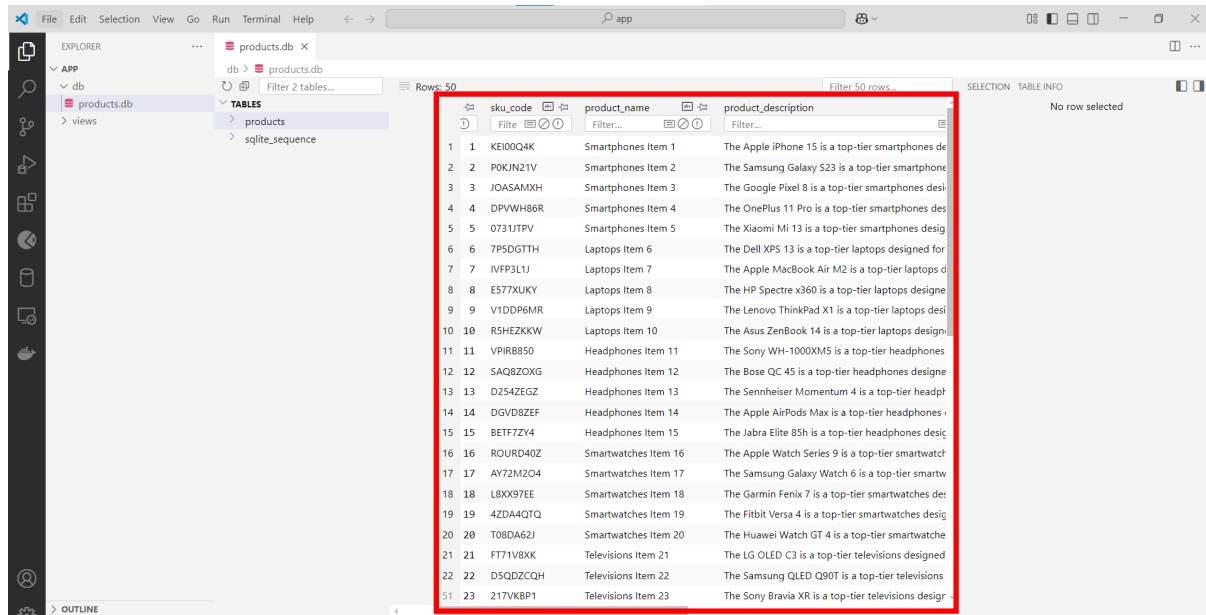 File Edit Selection View Go Run Terminal Help app
EXPLORER
APP
db
products.db
views
OUTLINE
products.db
db > products.db
Filter 2 tables...
TABLES
products
sqlite_sequence
Rows: 50 Filter 50 rows...
sku_code product_name product_description
Filte Filter... Filter...
1 1 KEI00Q4K Smartphones Item 1 The Apple iPhone 15 is a top-tier smartphones de
2 2 P0KJN21V Smartphones Item 2 The Samsung Galaxy S23 is a top-tier smartphone
3 3 JOASAMXH Smartphones Item 3 The Google Pixel 8 is a top-tier smartphones desi
4 4 DPVWH86R Smartphones Item 4 The OnePlus 11 Pro is a top-tier smartphones des
5 5 0731JTPV Smartphones Item 5 The Xiaomi Mi 13 is a top-tier smartphones desig
6 6 7P5DGTTH Laptops Item 6 The Dell XPS 13 is a top-tier laptops designed for
7 7 IVFP3L1J Laptops Item 7 The Apple MacBook Air M2 is a top-tier laptops d
8 8 E577XUKY Laptops Item 8 The HP Spectre x360 is a top-tier laptops designe
9 9 V1DDP6MR Laptops Item 9 The Lenovo ThinkPad X1 is a top-tier laptops desi
10 10 R5HEZKKW Laptops Item 10 The Asus ZenBook 14 is a top-tier laptops design
11 11 VPIRB850 Headphones Item 11 The Sony WH-1000XM5 is a top-tier headphones
12 12 SAQ8ZOXG Headphones Item 12 The Bose QC 45 is a top-tier headphones designe
13 13 D254ZEGZ Headphones Item 13 The Sennheiser Momentum 4 is a top-tier headph
14 14 DGVD8ZEF Headphones Item 14 The Apple AirPods Max is a top-tier headphones
15 15 BETF7ZY4 Headphones Item 15 The Jabra Elite 85h is a top-tier headphones desig
16 16 ROURD40Z Smartwatches Item 16 The Apple Watch Series 9 is a top-tier smartwatch
17 17 AY72M2O4 Smartwatches Item 17 The Samsung Galaxy Watch 6 is a top-tier smartw
18 18 L8XX97EE Smartwatches Item 18 The Garmin Fenix 7 is a top-tier smartwatches des
19 19 4ZDA4QTQ Smartwatches Item 19 The Fitbit Versa 4 is a top-tier smartwatches desig
20 20 T08DA62J Smartwatches Item 20 The Huawei Watch GT 4 is a top-tier smartwatche
21 21 FT71V8XK Televisions Item 21 The LG OLED C3 is a top-tier televisions designed
22 22 D5QDZCQH Televisions Item 22 The Samsung QLED Q90T is a top-tier televisions
51 23 217VKBP1 Televisions Item 23 The Sony Bravia XR is a top-tier televisions design
SELECTION TABLE INFO
No row selected